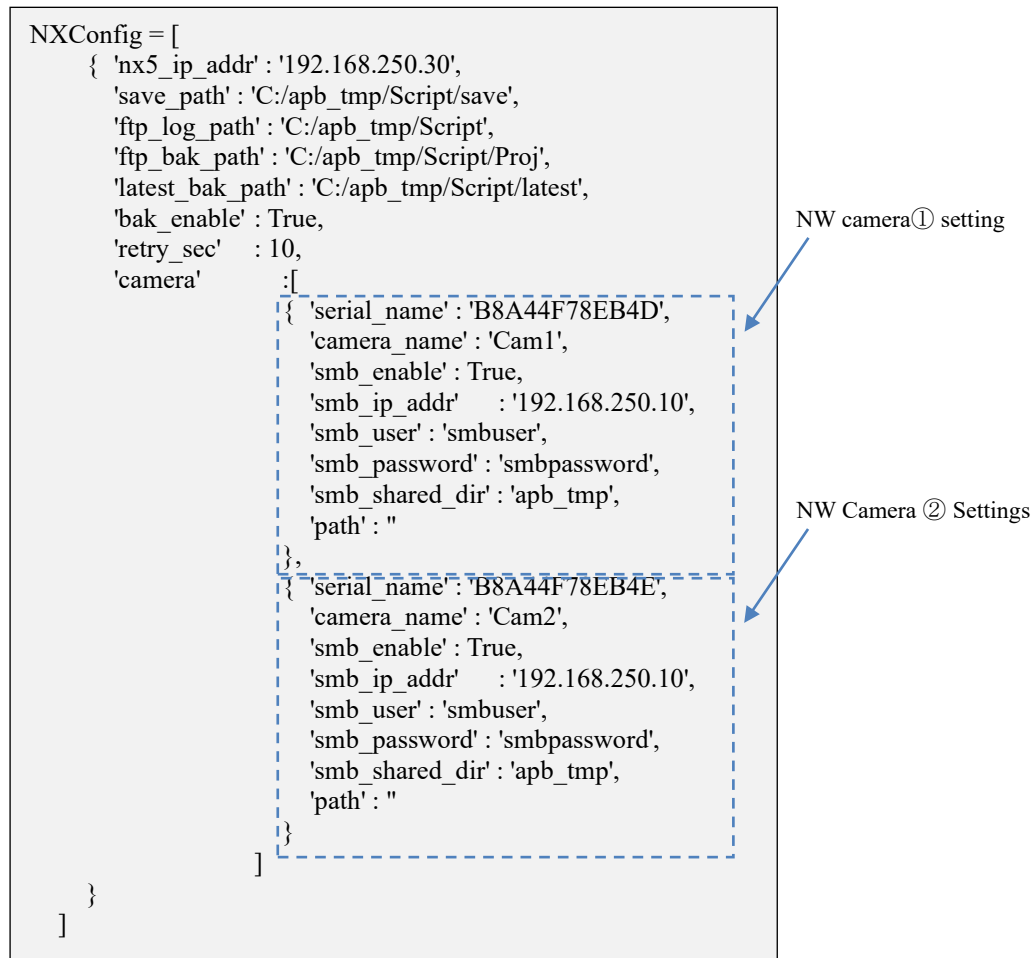 NXConfig = [
{ 'nx5_ip_addr' : '192.168.250.30',
'save_path' : 'C:/apb_tmp/Script/save',
'ftp_log_path' : 'C:/apb_tmp/Script',
'ftp_bak_path' : 'C:/apb_tmp/Script/Proj',
'latest_bak_path' : 'C:/apb_tmp/Script/latest',
'bak_enable' : True,
'retry_sec' : 10,
'camera' :[
{ 'serial_name' : 'B8A44F78EB4D',
'camera_name' : 'Cam1',
'smb_enable' : True,
'smb_ip_addr' : '192.168.250.10',
'smb_user' : 'smbuser',
'smb_password' : 'smbpassword',
'smb_shared_dir' : 'apb_tmp',
'path' : ''
},
{ 'serial_name' : 'B8A44F78EB4E',
'camera_name' : 'Cam2',
'smb_enable' : True,
'smb_ip_addr' : '192.168.250.10',
'smb_user' : 'smbuser',
'smb_password' : 'smbpassword',
'smb_shared_dir' : 'apb_tmp',
'path' : ''
}
]
}
]
NW camera① setting
NW Camera ② Settings